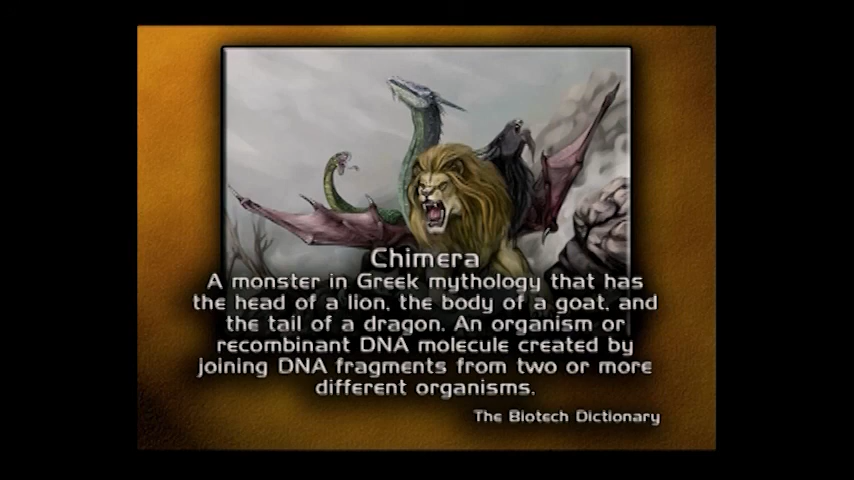 Chimera
A monster in Greek mythology that has
the head of a lion, the body of a goat, and
the tail of a dragon. An organism or
recombinant DNA molecule created by
joining DNA fragments from two or more
different organisms.
The Biotech Dictionary